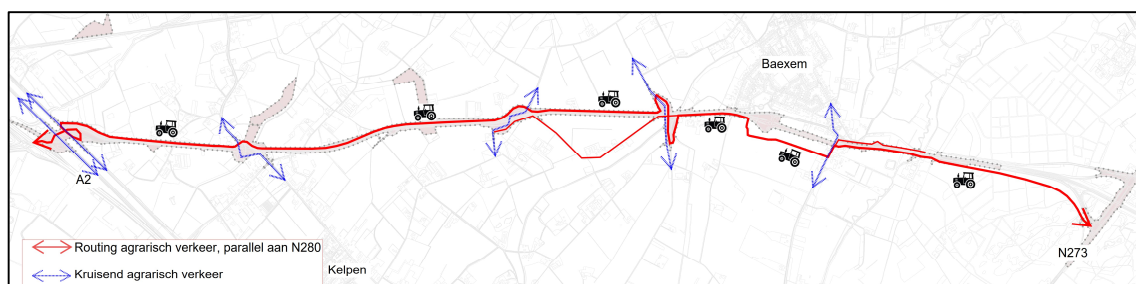 Baexem
A2
N273
Routing agrarisch verkeer, parallel aan N280
Kelpen
Kruisend agrarisch verkeer